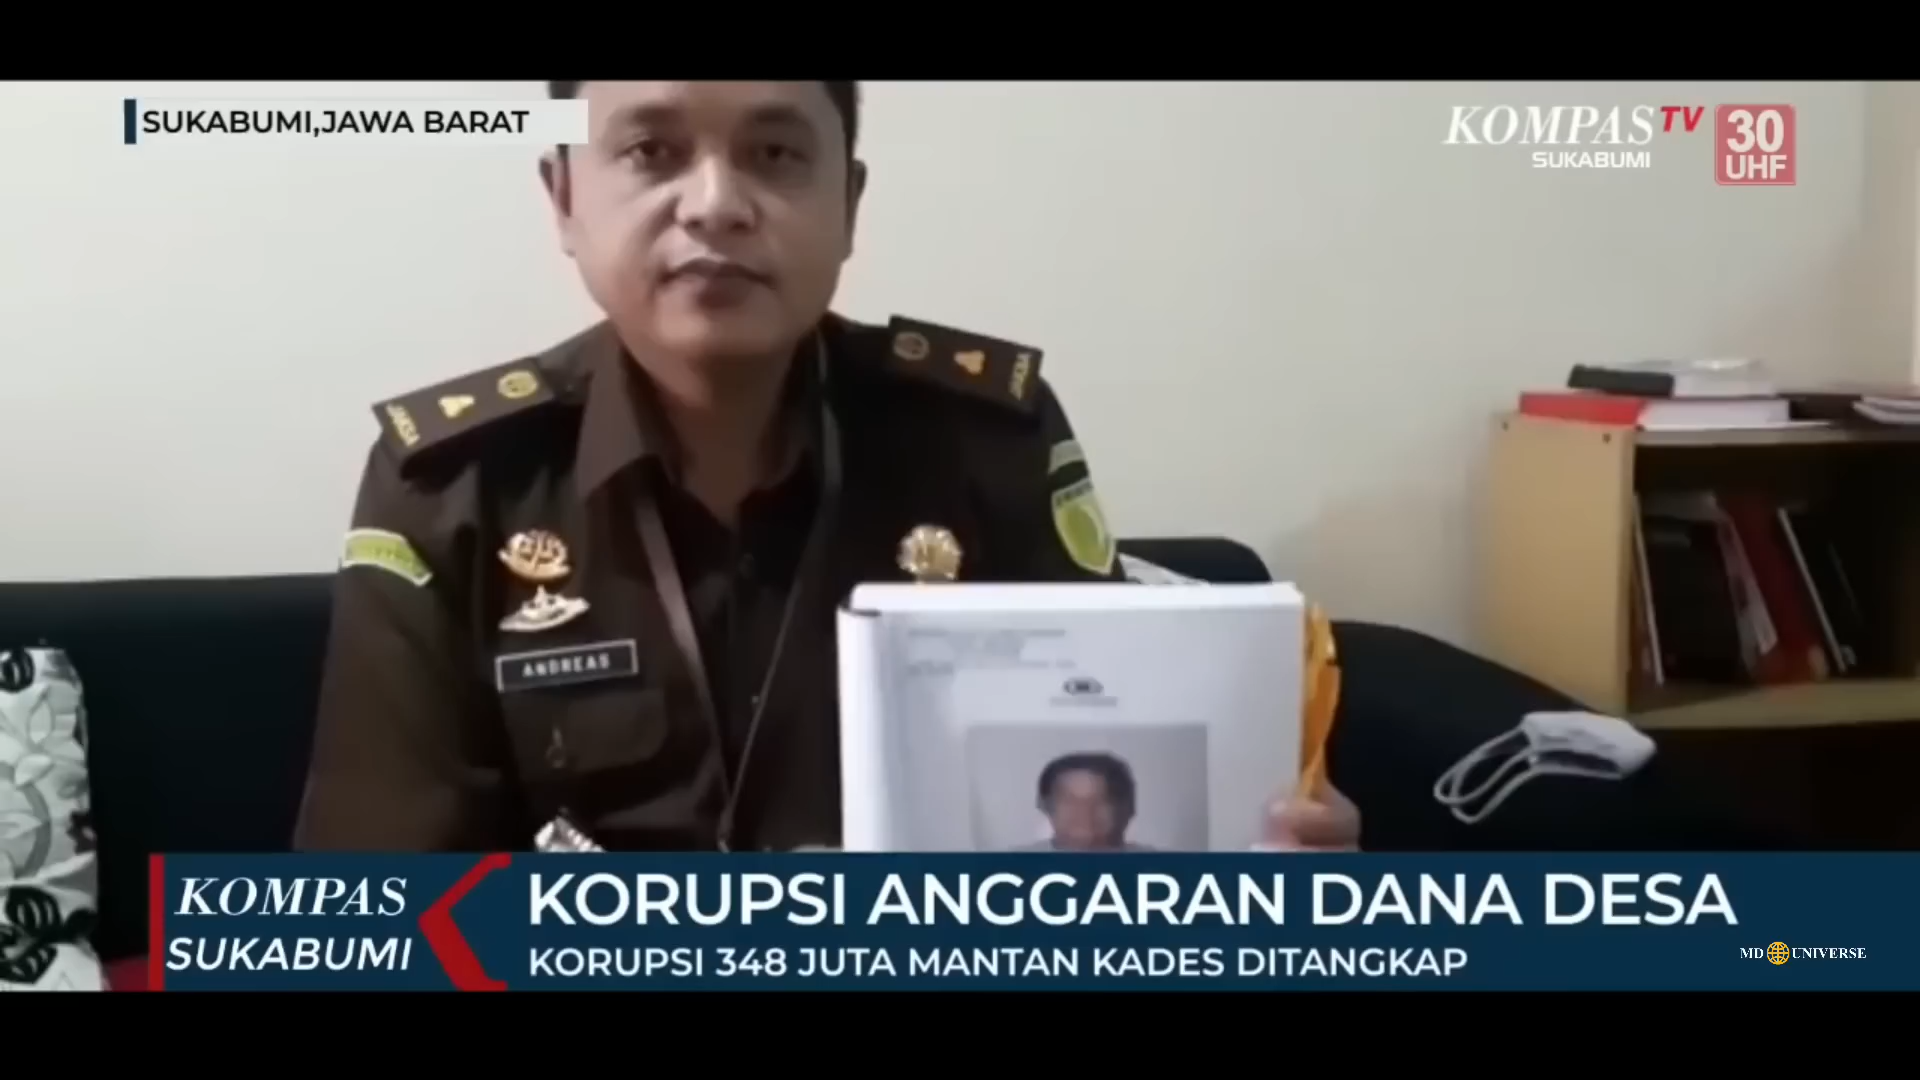 SUKABUMI,JAWA BARAT
KOMPAS TV
SUKABUMI
30
UHF
JAKSA
ANDREAS
KOMPAS
SUKABUMI
KORUPSI ANGGARAN DANA DESA
KORUPSI 348 JUTA MANTAN KADES DITANGKAP
MD UNIVERSE